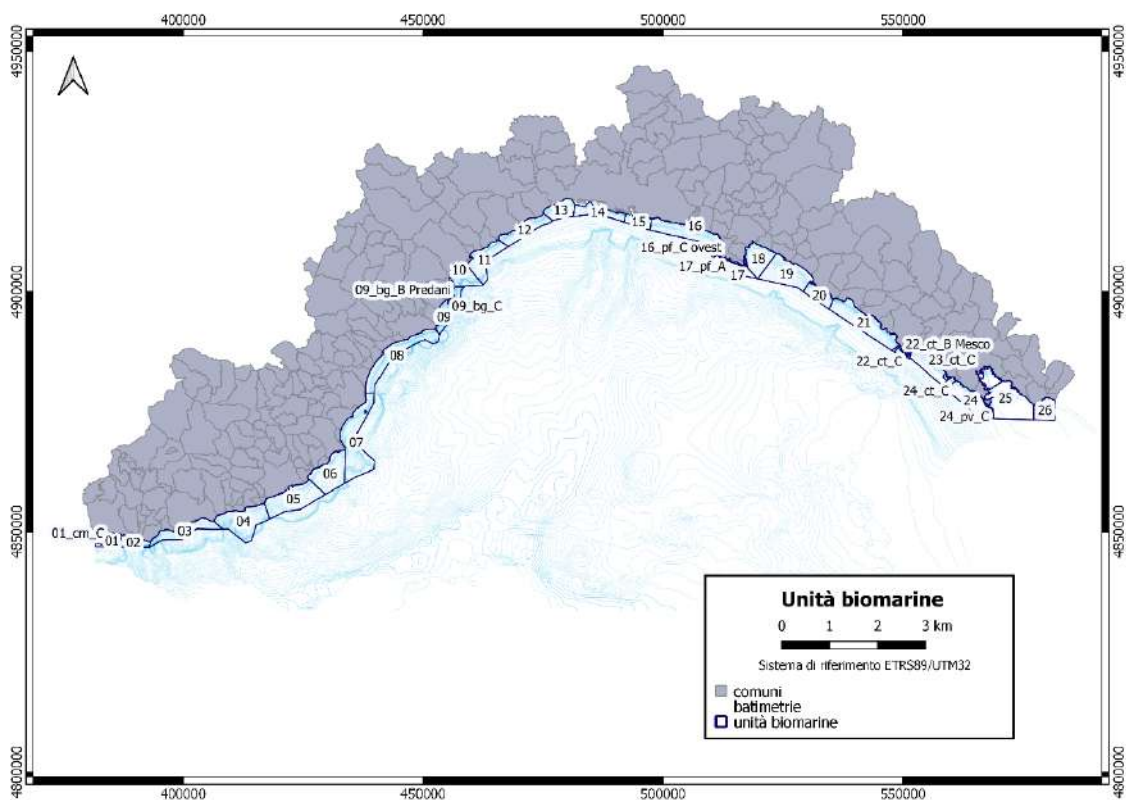 400000 450000 500000 550000
4950000
4950000
4900000
4900000
4850000
4850000
4800000
4800000
13
14
15
16
12
16_pf_C ovest
18
11
17_pf_A
17
19
10
09_bg_B Predani
20
09_bg_C
09
21
22_ct_B Mesco
08
22_ct_C
23_ct_C
24_ct_C
24
25
24_pv_C
26
07
06
05
04
03
01_cm_C
01
02
Unità biomarine
0 1 2 3 km
Sistema di riferimento ETRS89/UTM32
comuni
batimetrie
unità biomarine
400000 450000 500000 550000